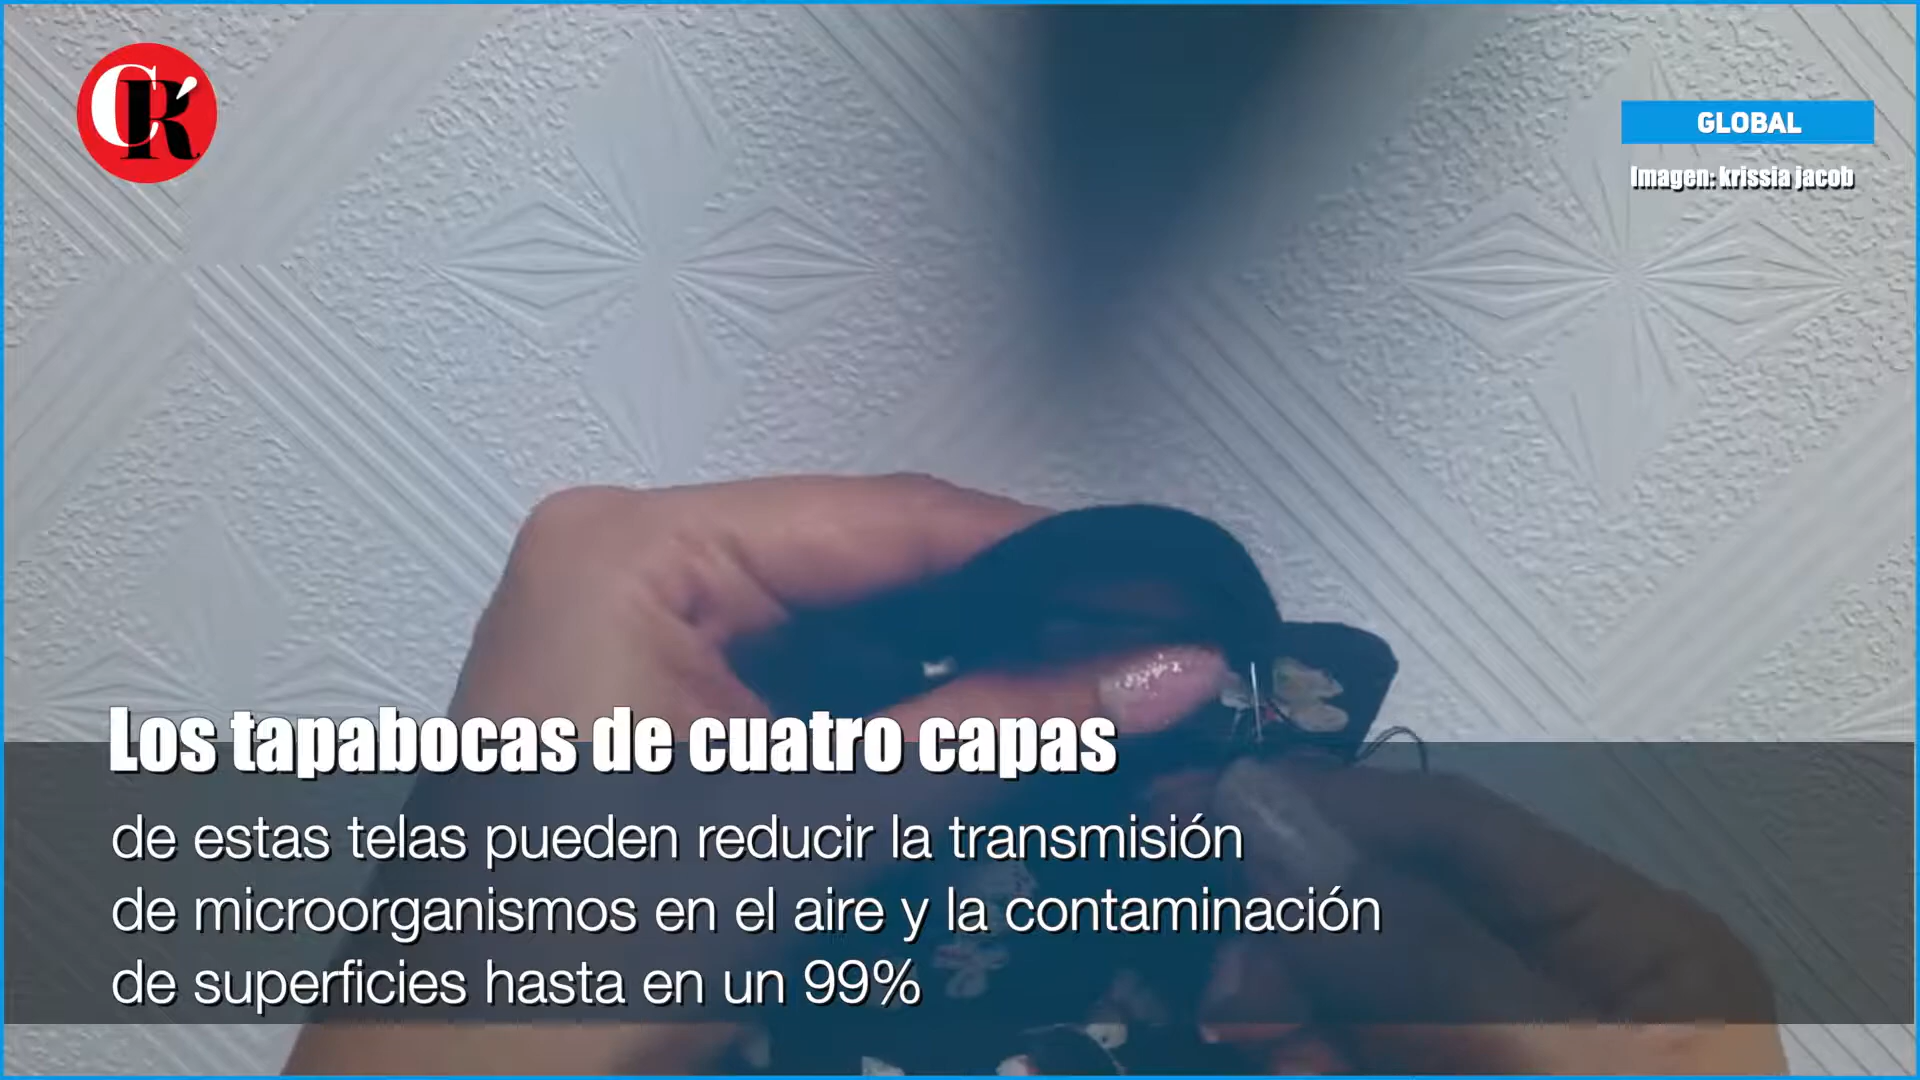 CR
GLOBAL
Imagen: krissia jacob
Los tapabocas de cuatro capas
de estas telas pueden reducir la transmisión
de microorganismos en el aire y la contaminación
de superficies hasta en un 99%